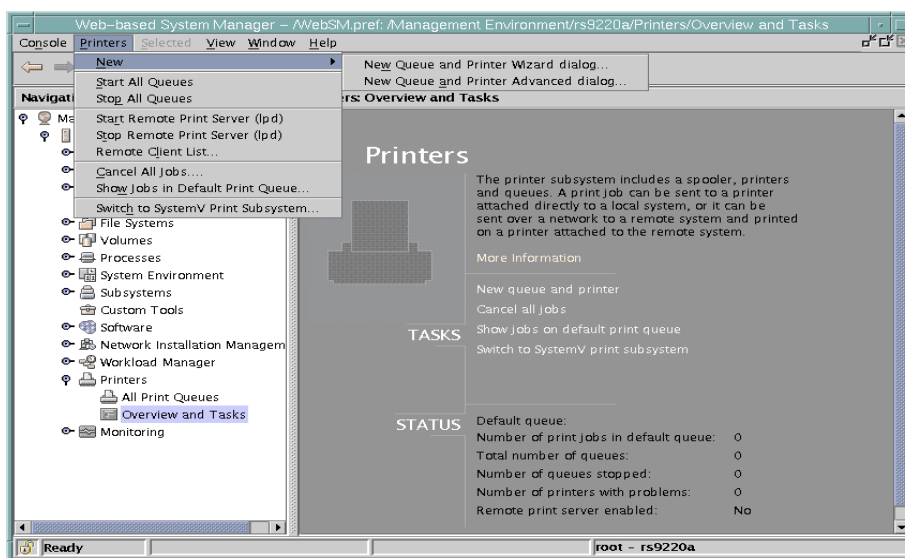 Web-based System Manager - /WebSM.pref: /Management Environment/rs9220a/Printers/Overview and Tasks
Console Printers Selected View Window Help
New
Start All Queues
Stop All Queues
Start Remote Print Server (lpd)
Stop Remote Print Server (lpd)
Remote Client List...
Cancel All Jobs....
Show Jobs in Default Print Queue...
Switch to SystemV Print Subsystem...
New Queue and Printer Wizard dialog...
New Queue and Printer Advanced dialog...
Navigati
rs: Overview and Tasks
Ma
File Systems
Volumes
Processes
System Environment
Subsystems
Custom Tools
Software
Network Installation Managem
Workload Manager
Printers
All Print Queues
Overview and Tasks
Monitoring
Printers
The printer subsystem includes a spooler, printers
and queues. A print job can be sent to a printer
attached directly to a local system, or it can be
sent over a network to a remote system and printed
on a printer attached to the remote system.
More Information
TASKS
New queue and printer
Cancel all jobs
Show jobs on default print queue
Switch to SystemV print subsystem
STATUS
Default queue:
Number of print jobs in default queue: 0
Total number of queues: 0
Number of queues stopped: 0
Number of printers with problems: 0
Remote print server enabled: No
Ready
root - rs9220a